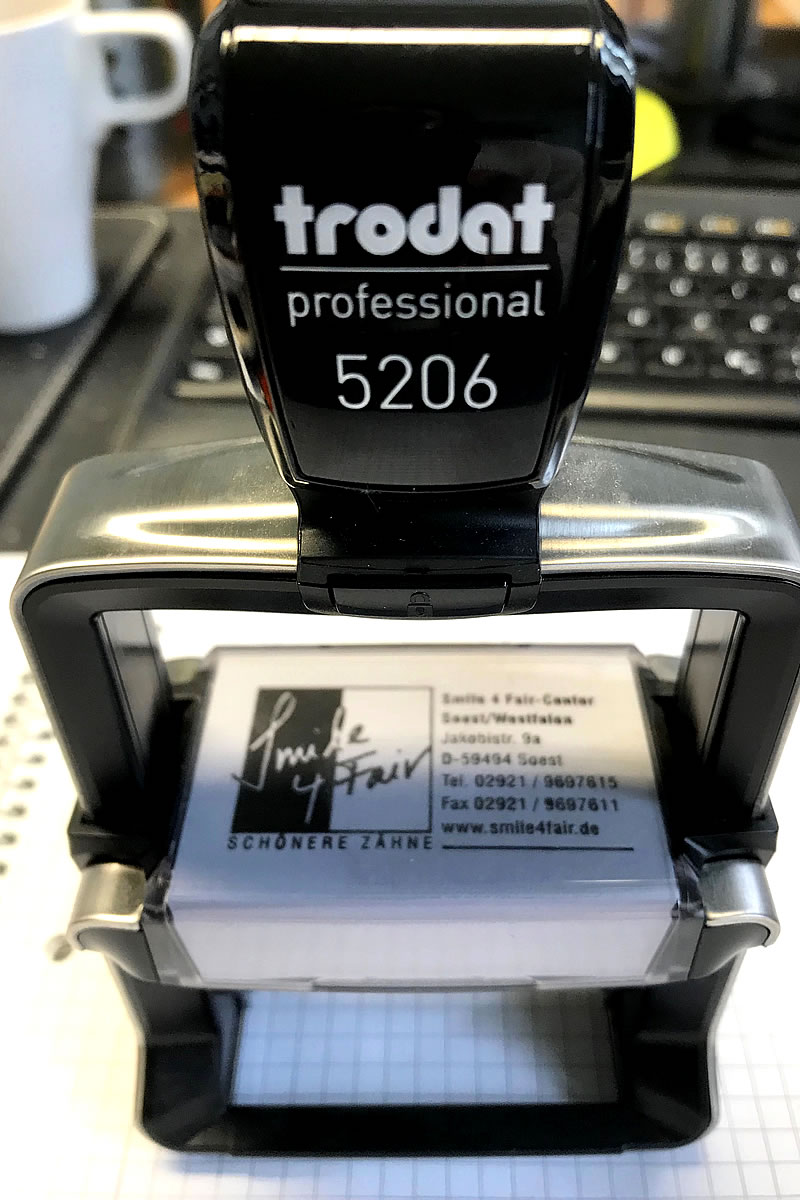 trodat
professional
5206
Smile
4 Fair
SCHÖNERE ZÄHNE
Smile 4 Fair-Center
Soest/Westfalen
Jakobistr. 9a
D-59494 Soest
Tel. 02921 / 9697615
Fax 02921 / 9697611
www.smile4fair.de